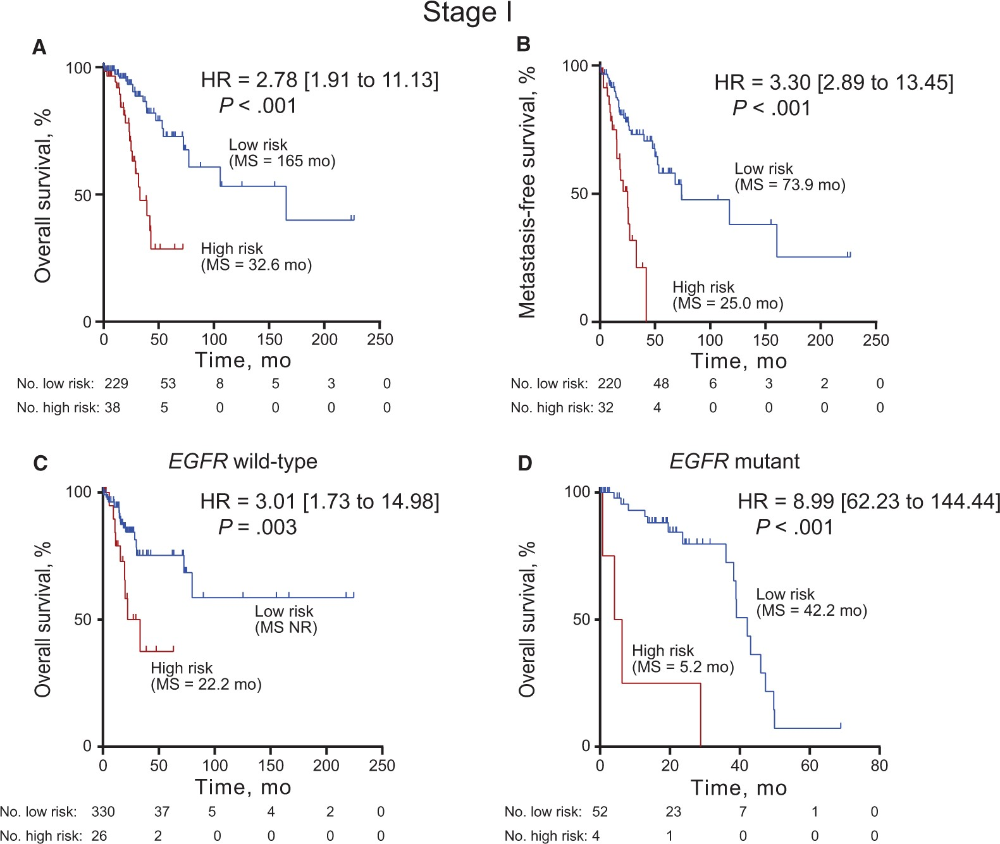 Stage I
A
100
50
0
Overall survival, %
HR = 2.78 [1.91 to 11.13]
P < .001
Low risk
(MS = 165 mo)
High risk
(MS = 32.6 mo)
0 50 100 150 200 250
Time, mo
No. low risk: 229 53 8 5 3 0
No. high risk: 38 5 0 0 0 0
B
100
50
0
Metastasis-free survival, %
HR = 3.30 [2.89 to 13.45]
P < .001
Low risk
(MS = 73.9 mo)
High risk
(MS = 25.0 mo)
0 50 100 150 200 250
Time, mo
No. low risk: 220 48 6 3 2 0
No. high risk: 32 4 0 0 0 0
C
EGFR wild-type
100
50
0
Overall survival, %
HR = 3.01 [1.73 to 14.98]
P = .003
Low risk
(MS NR)
High risk
(MS = 22.2 mo)
0 50 100 150 200 250
Time, mo
No. low risk: 330 37 5 4 2 0
No. high risk: 26 2 0 0 0 0
D
EGFR mutant
100
50
0
Overall survival, %
HR = 8.99 [62.23 to 144.44]
P < .001
Low risk
(MS = 42.2 mo)
High risk
(MS = 5.2 mo)
0 20 40 60 80
Time, mo
No. low risk: 52 23 7 1 0
No. high risk: 4 1 0 0 0